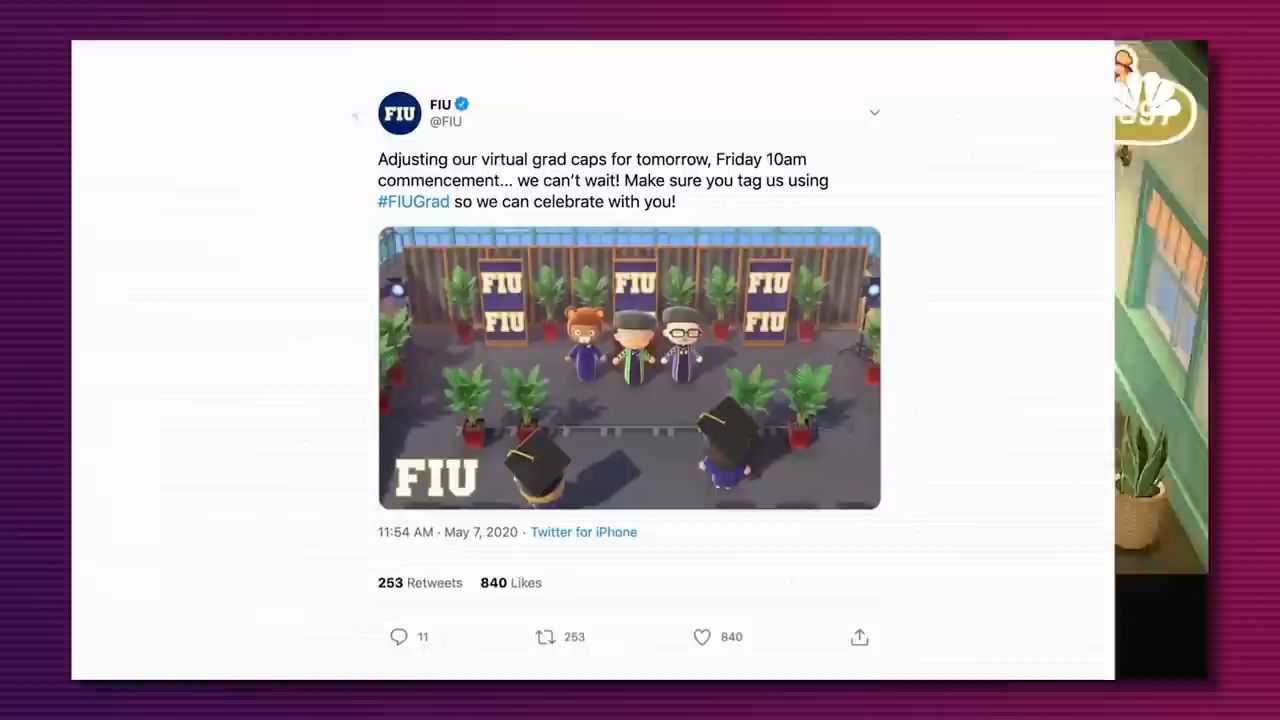 FIU
FIU
@FIU
Adjusting our virtual grad caps for tomorrow, Friday 10am
commencement... we can’t wait! Make sure you tag us using
#FIUGrad so we can celebrate with you!
FIU FIU FIU
FIU FIU FIU
FIU
11:54 AM · May 7, 2020 · Twitter for iPhone
253 Retweets 840 Likes
11 253 840